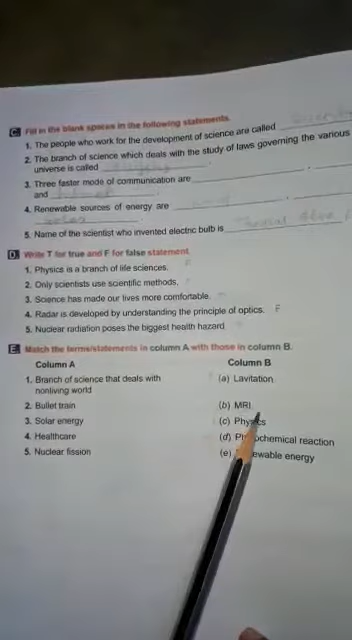 C. Fill in the blank spaces in the following statements.
1. The people who work for the development of science are called
2. The branch of science which deals with the study of laws governing the various
universe is called
3. Three faster mode of communication are
and
4. Renewable sources of energy are
5. Name of the scientist who invented electric bulb is
D. Write T for true and F for false statement
1. Physics is a branch of life sciences.
2. Only scientists use scientific methods.
3. Science has made our lives more comfortable.
4. Radar is developed by understanding the principle of optics. F
5. Nuclear radiation poses the biggest health hazard
E. Match the terms/statements in column A with those in column B.
Column A Column B
1. Branch of science that deals with (a) Lavitation
nonliving world
2. Bullet train (b) MRI
3. Solar energy (c) Physics
4. Healthcare (d) chemical reaction
5. Nuclear fission (e) energy